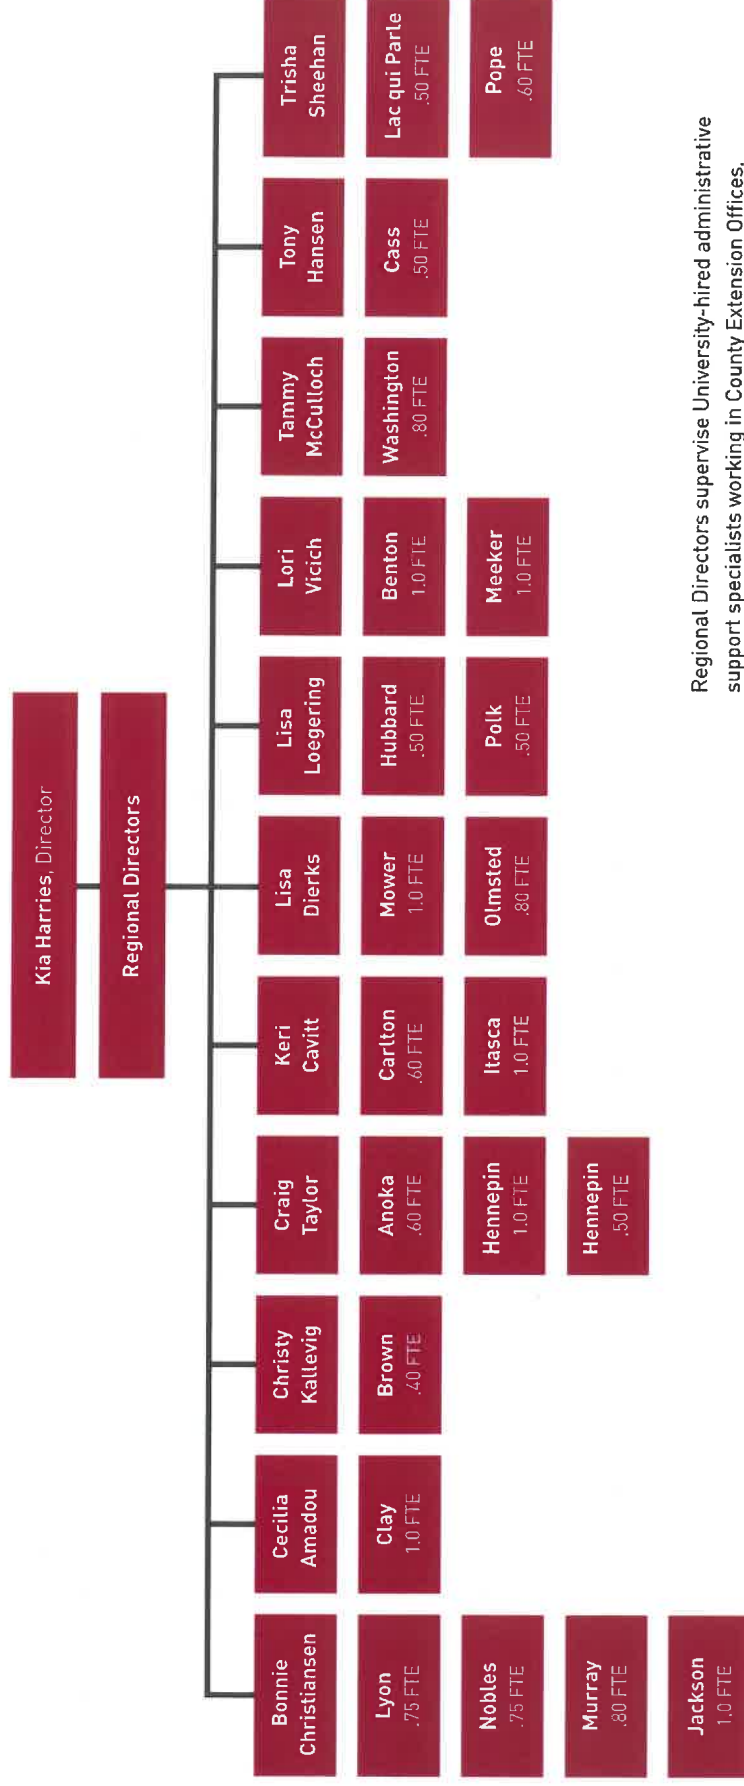 Kia Harries, Director
Regional Directors
Bonnie
Christiansen
Lyon
.75 FTE
Nobles
.75 FTE
Murray
.80 FTE
Jackson
1.0 FTE
Cecilia
Amadou
Clay
1.0 FTE
Christy
Kallevig
Brown
.40 FTE
Craig
Taylor
Anoka
.60 FTE
Hennepin
1.0 FTE
Hennepin
.50 FTE
Keri
Cavitt
Carlton
.60 FTE
Itasca
1.0 FTE
Lisa
Dierks
Mower
1.0 FTE
Olmsted
.80 FTE
Lisa
Loegering
Hubbard
.50 FTE
Polk
.50 FTE
Lori
Vicich
Benton
1.0 FTE
Meeker
1.0 FTE
Tammy
McCulloch
Washington
.80 FTE
Tony
Hansen
Cass
.50 FTE
Trisha
Sheehan
Lac qui Parle
.50 FTE
Pope
.60 FTE
Regional Directors supervise University-hired administrative
support specialists working in County Extension Offices.